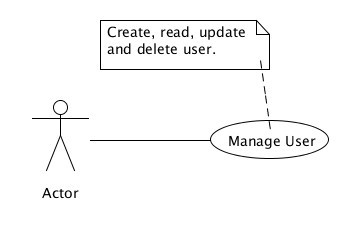 Create, read, update
and delete user.
Manage User
Actor